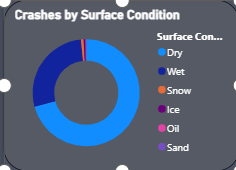 Crashes by Surface Condition
Surface Con...
Dry
Wet
Snow
Ice
Oil
Sand